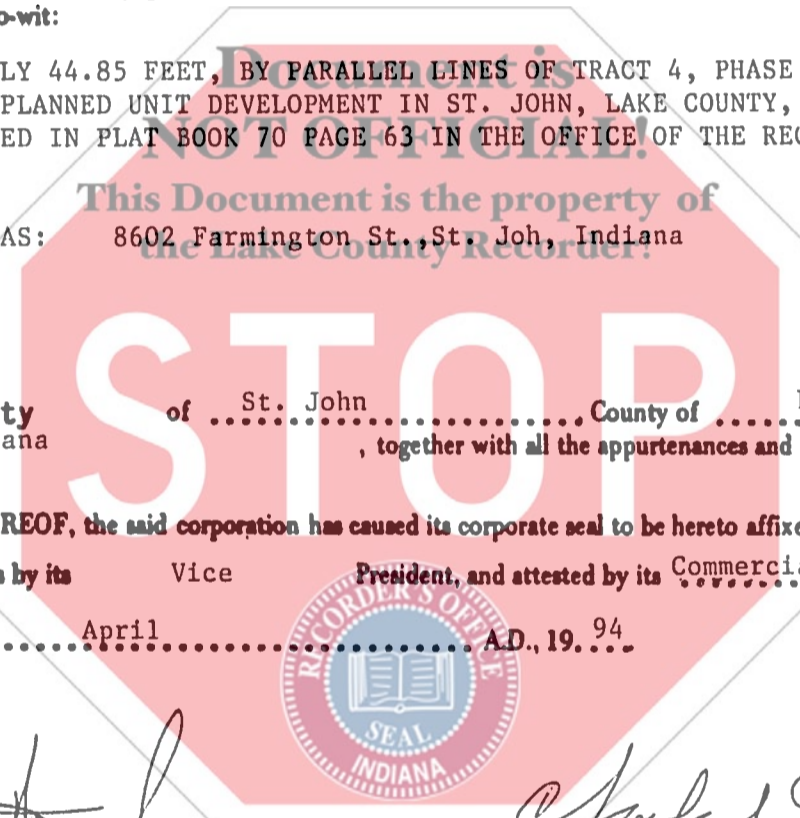 o-wit:
LY 44.85 FEET, BY PARALLEL LINES OF TRACT 4, PHASE
PLANNED UNIT DEVELOPMENT IN ST. JOHN, LAKE COUNTY,
ED IN PLAT BOOK 70 PAGE 63 IN THE OFFICE OF THE REC
Document is
NOT OFFICIAL!
This Document is the property of
the Lake County Recorder!
AS: 8602 Farmington St.,St. Joh, Indiana
STOP
ty of St. John County of
ana , together with all the appurtenances and
REOF, the said corporation has caused its corporate seal to be hereto affixe
by its Vice President, and attested by its Commercia
April A.D., 19. 94
RECORDER'S OFFICE
SEAL
INDIANA